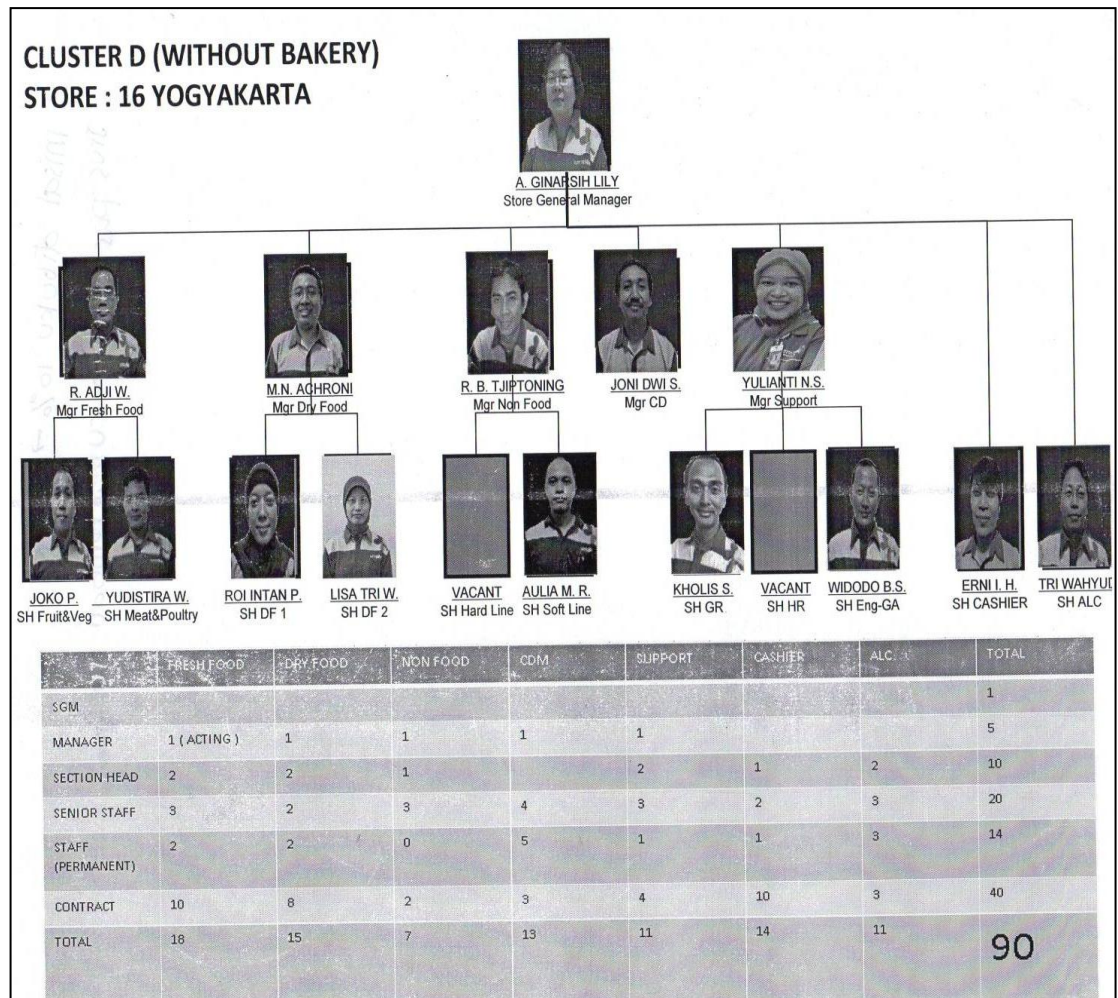 CLUSTER D (WITHOUT BAKERY)
STORE : 16 YOGYAKARTA
A. GINARSIH LILY
Store General Manager
R. ADJI W.
Mgr Fresh Food
M.N. ACHRONI
Mgr Dry Food
R. B. TJIPTONING
Mgr Non Food
JONI DWI S.
Mgr CD
YULIANTI N.S.
Mgr Support
JOKO P.
SH Fruit&Veg
YUDISTIRA W.
SH Meat&Poultry
ROI INTAN P.
SH DF 1
LISA TRI W.
SH DF 2
VACANT
SH Hard Line
AULIA M. R.
SH Soft Line
KHOLIS S.
SH GR
VACANT
SH HR
WIDODO B.S.
SH Eng-GA
ERNI I. H.
SH CASHIER
TRI WAHYUD
SH ALC
FRESH FOOD DRY FOOD NON FOOD CDM SUPPORT CASHIER ALC TOTAL
SGM 1
MANAGER 1 ( ACTING ) 1 1 1 1 5
SECTION HEAD 2 2 1 2 1 2 10
SENIOR STAFF 3 2 3 4 3 2 3 20
STAFF (PERMANENT) 2 2 0 5 1 1 3 14
CONTRACT 10 8 2 3 4 10 3 40
TOTAL 18 15 7 13 11 14 11 90